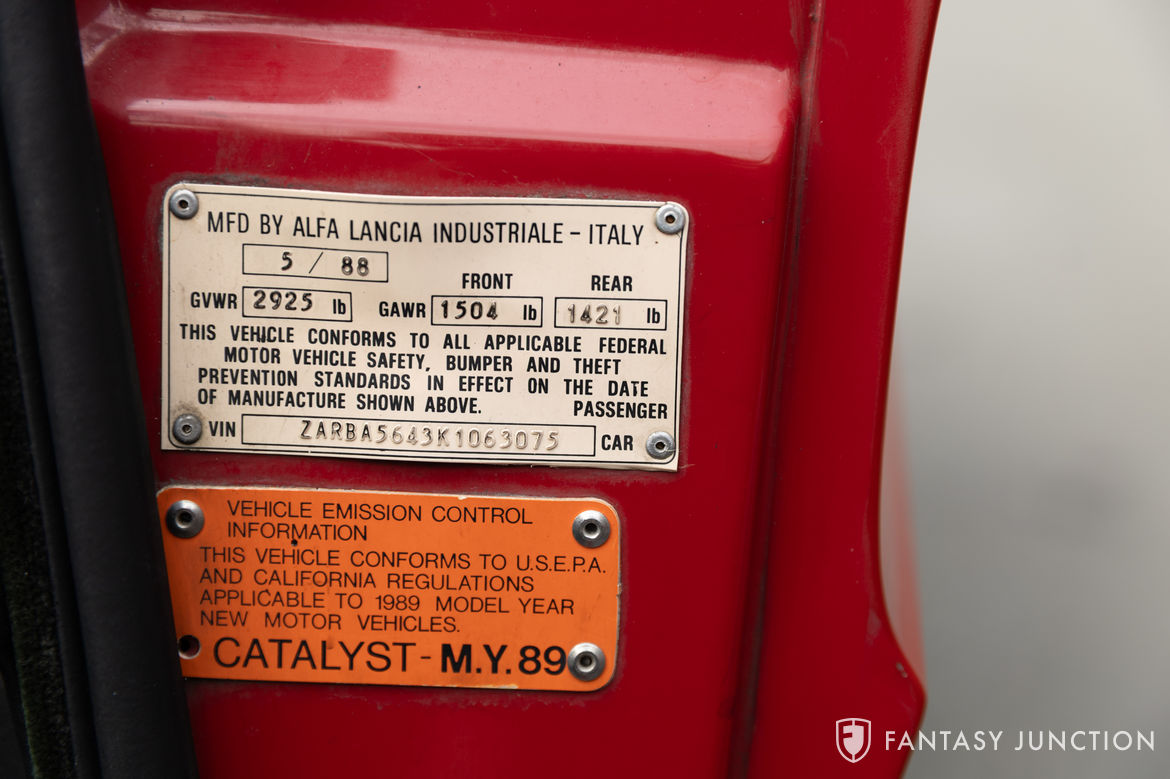 MFD BY ALFA LANCIA INDUSTRIALE - ITALY
5 / 88
FRONT REAR
GVWR 2925 lb GAWR 1504 lb 1421 lb
THIS VEHICLE CONFORMS TO ALL APPLICABLE FEDERAL
MOTOR VEHICLE SAFETY, BUMPER AND THEFT
PREVENTION STANDARDS IN EFFECT ON THE DATE
OF MANUFACTURE SHOWN ABOVE. PASSENGER
VIN ZARBA5643K1063075 CAR
VEHICLE EMISSION CONTROL
INFORMATION
THIS VEHICLE CONFORMS TO U.S.E.P.A.
AND CALIFORNIA REGULATIONS
APPLICABLE TO 1989 MODEL YEAR
NEW MOTOR VEHICLES.
CATALYST - M.Y. 89
FANTASY JUNCTION